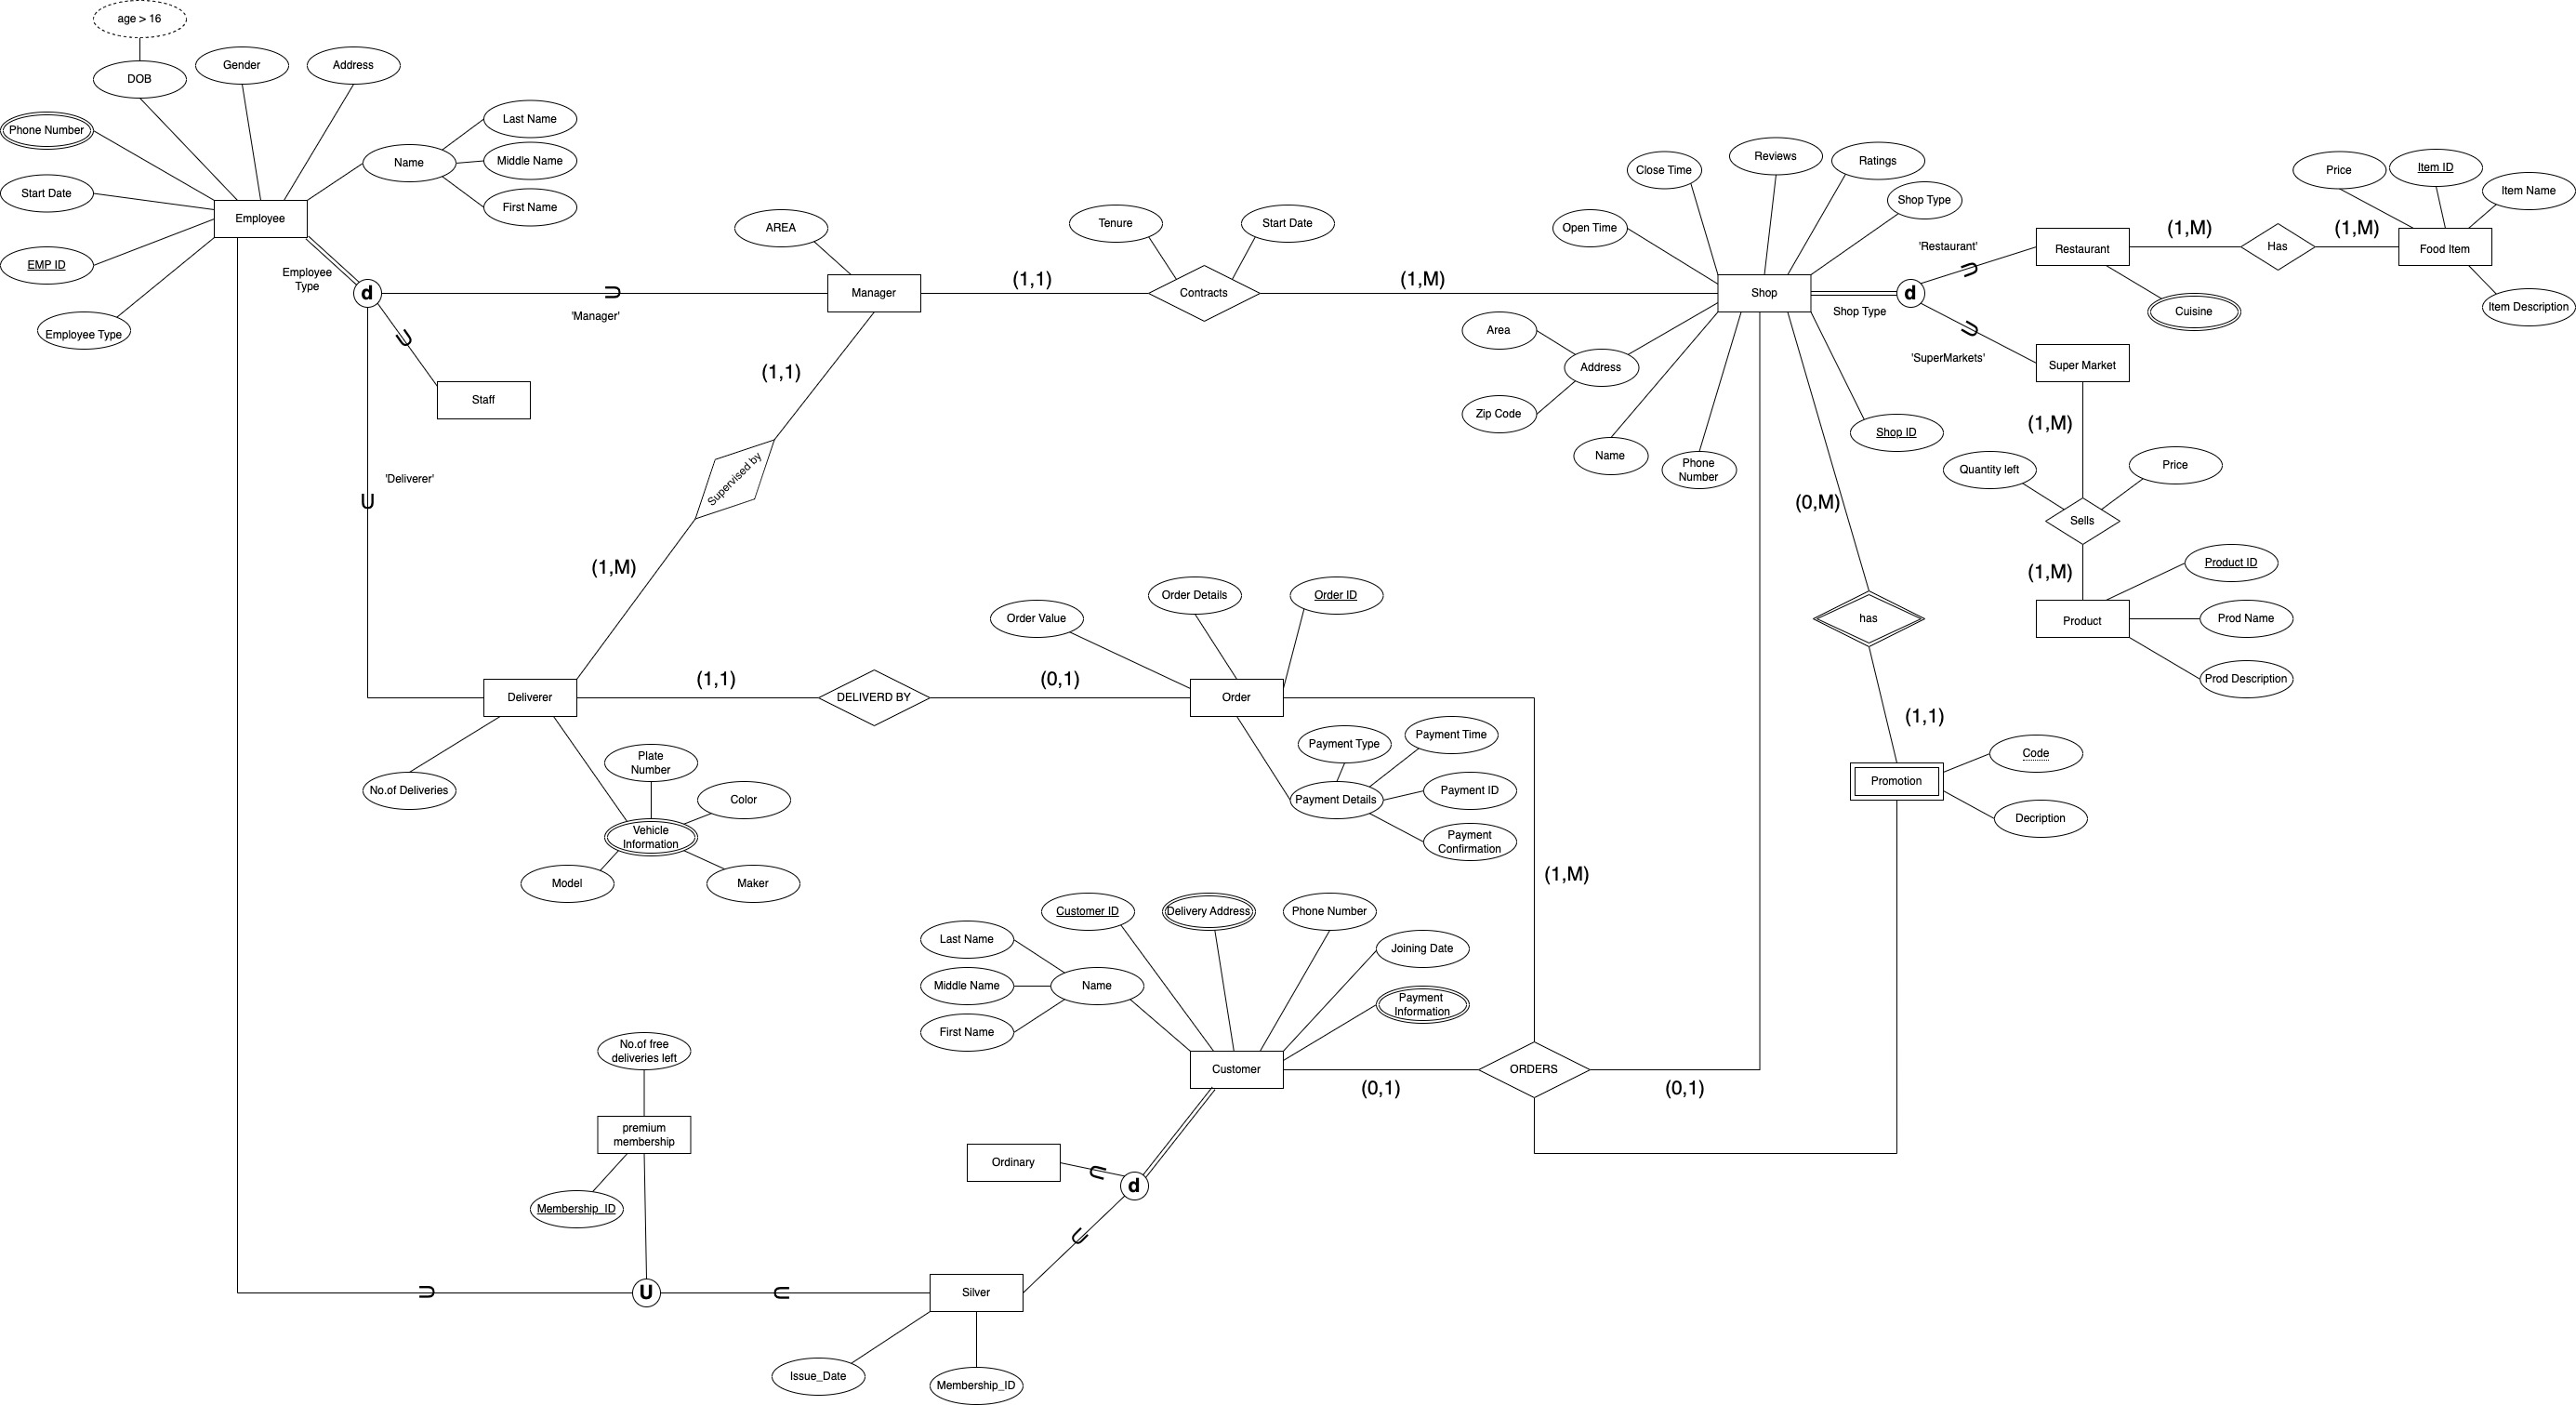 age > 16
DOB
Gender
Address
Phone Number
Last Name
Name
Middle Name
Start Date
First Name
Employee
EMP ID
Employee
Type
d
Employee Type
'Manager'
Staff
'Deliverer'
AREA
Manager
(1,1)
Tenure
Start Date
Contracts
(1,M)
(1,1)
Supervised by
(1,M)
Close Time
Reviews
Ratings
Shop Type
Open Time
Shop
Shop Type
d
Area
Address
Zip Code
Name
Phone
Number
Shop ID
'Restaurant'
Restaurant
Cuisine
(1,M)
Has
(1,M)
Price
Item ID
Item Name
Food Item
Item Description
'SuperMarkets'
Super Market
(1,M)
Quantity left
Price
Sells
(1,M)
Product ID
Product
Prod Name
Prod Description
(0,M)
has
(1,1)
Promotion
Code
Decription
Deliverer
(1,1)
DELIVERD BY
(0,1)
Order Value
Order Details
Order ID
Order
No.of Deliveries
Plate
Number
Color
Vehicle
Information
Model
Maker
Payment Type
Payment Time
Payment Details
Payment ID
Payment
Confirmation
(1,M)
Customer ID
Delivery Address
Phone Number
Last Name
Joining Date
Middle Name
Name
Payment
Information
First Name
Customer
(0,1)
ORDERS
(0,1)
No.of free
deliveries left
premium
membership
Membership_ID
Ordinary
d
U
Silver
Issue_Date
Membership_ID